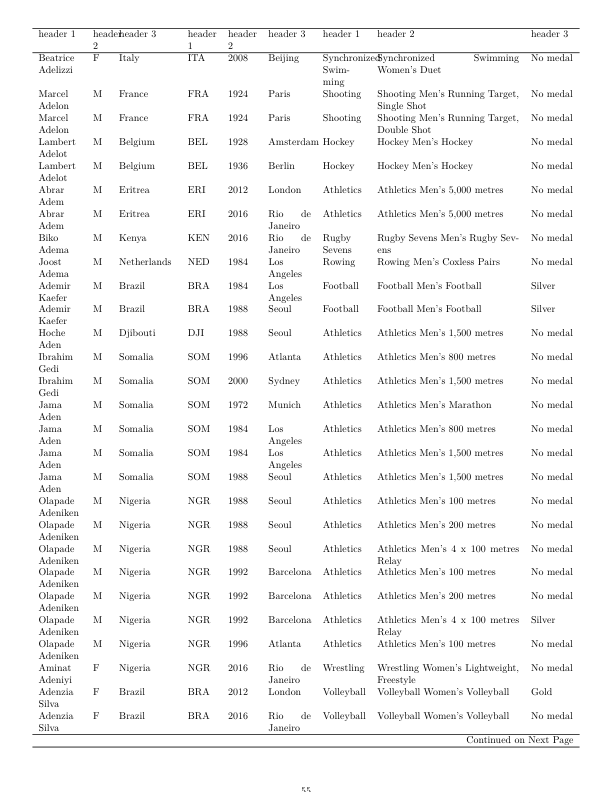 header 1 header 2 header 3 header 1 header 2 header 3 header 1 header 2 header 3
Beatrice Adelizzi F Italy ITA 2008 Beijing Synchronized Swim-ming Synchronized Swimming Women's Duet No medal
Marcel Adelon M France FRA 1924 Paris Shooting Shooting Men's Running Target, Single Shot No medal
Marcel Adelon M France FRA 1924 Paris Shooting Shooting Men's Running Target, Double Shot No medal
Lambert Adelot M Belgium BEL 1928 Amsterdam Hockey Hockey Men's Hockey No medal
Lambert Adelot M Belgium BEL 1936 Berlin Hockey Hockey Men's Hockey No medal
Abrar Adem M Eritrea ERI 2012 London Athletics Athletics Men's 5,000 metres No medal
Abrar Adem M Eritrea ERI 2016 Rio de Janeiro Athletics Athletics Men's 5,000 metres No medal
Biko Adema M Kenya KEN 2016 Rio de Janeiro Rugby Sevens Rugby Sevens Men's Rugby Sev-ens No medal
Joost Adema M Netherlands NED 1984 Los Angeles Rowing Rowing Men's Coxless Pairs No medal
Ademir Kaefer M Brazil BRA 1984 Los Angeles Football Football Men's Football Silver
Ademir Kaefer M Brazil BRA 1988 Seoul Football Football Men's Football Silver
Hoche Aden M Djibouti DJI 1988 Seoul Athletics Athletics Men's 1,500 metres No medal
Ibrahim Gedi M Somalia SOM 1996 Atlanta Athletics Athletics Men's 800 metres No medal
Ibrahim Gedi M Somalia SOM 2000 Sydney Athletics Athletics Men's 1,500 metres No medal
Jama Aden M Somalia SOM 1972 Munich Athletics Athletics Men's Marathon No medal
Jama Aden M Somalia SOM 1984 Los Angeles Athletics Athletics Men's 800 metres No medal
Jama Aden M Somalia SOM 1984 Los Angeles Athletics Athletics Men's 1,500 metres No medal
Jama Aden M Somalia SOM 1988 Seoul Athletics Athletics Men's 1,500 metres No medal
Olapade Adeniken M Nigeria NGR 1988 Seoul Athletics Athletics Men's 100 metres No medal
Olapade Adeniken M Nigeria NGR 1988 Seoul Athletics Athletics Men's 200 metres No medal
Olapade Adeniken M Nigeria NGR 1988 Seoul Athletics Athletics Men's 4 x 100 metres Relay No medal
Olapade Adeniken M Nigeria NGR 1992 Barcelona Athletics Athletics Men's 100 metres No medal
Olapade Adeniken M Nigeria NGR 1992 Barcelona Athletics Athletics Men's 200 metres No medal
Olapade Adeniken M Nigeria NGR 1992 Barcelona Athletics Athletics Men's 4 x 100 metres Relay Silver
Olapade Adeniken M Nigeria NGR 1996 Atlanta Athletics Athletics Men's 100 metres No medal
Aminat Adeniyi F Nigeria NGR 2016 Rio de Janeiro Wrestling Wrestling Women's Lightweight, Freestyle No medal
Adenzia Silva F Brazil BRA 2012 London Volleyball Volleyball Women's Volleyball Gold
Adenzia Silva F Brazil BRA 2016 Rio de Janeiro Volleyball Volleyball Women's Volleyball No medal
Continued on Next Page
55